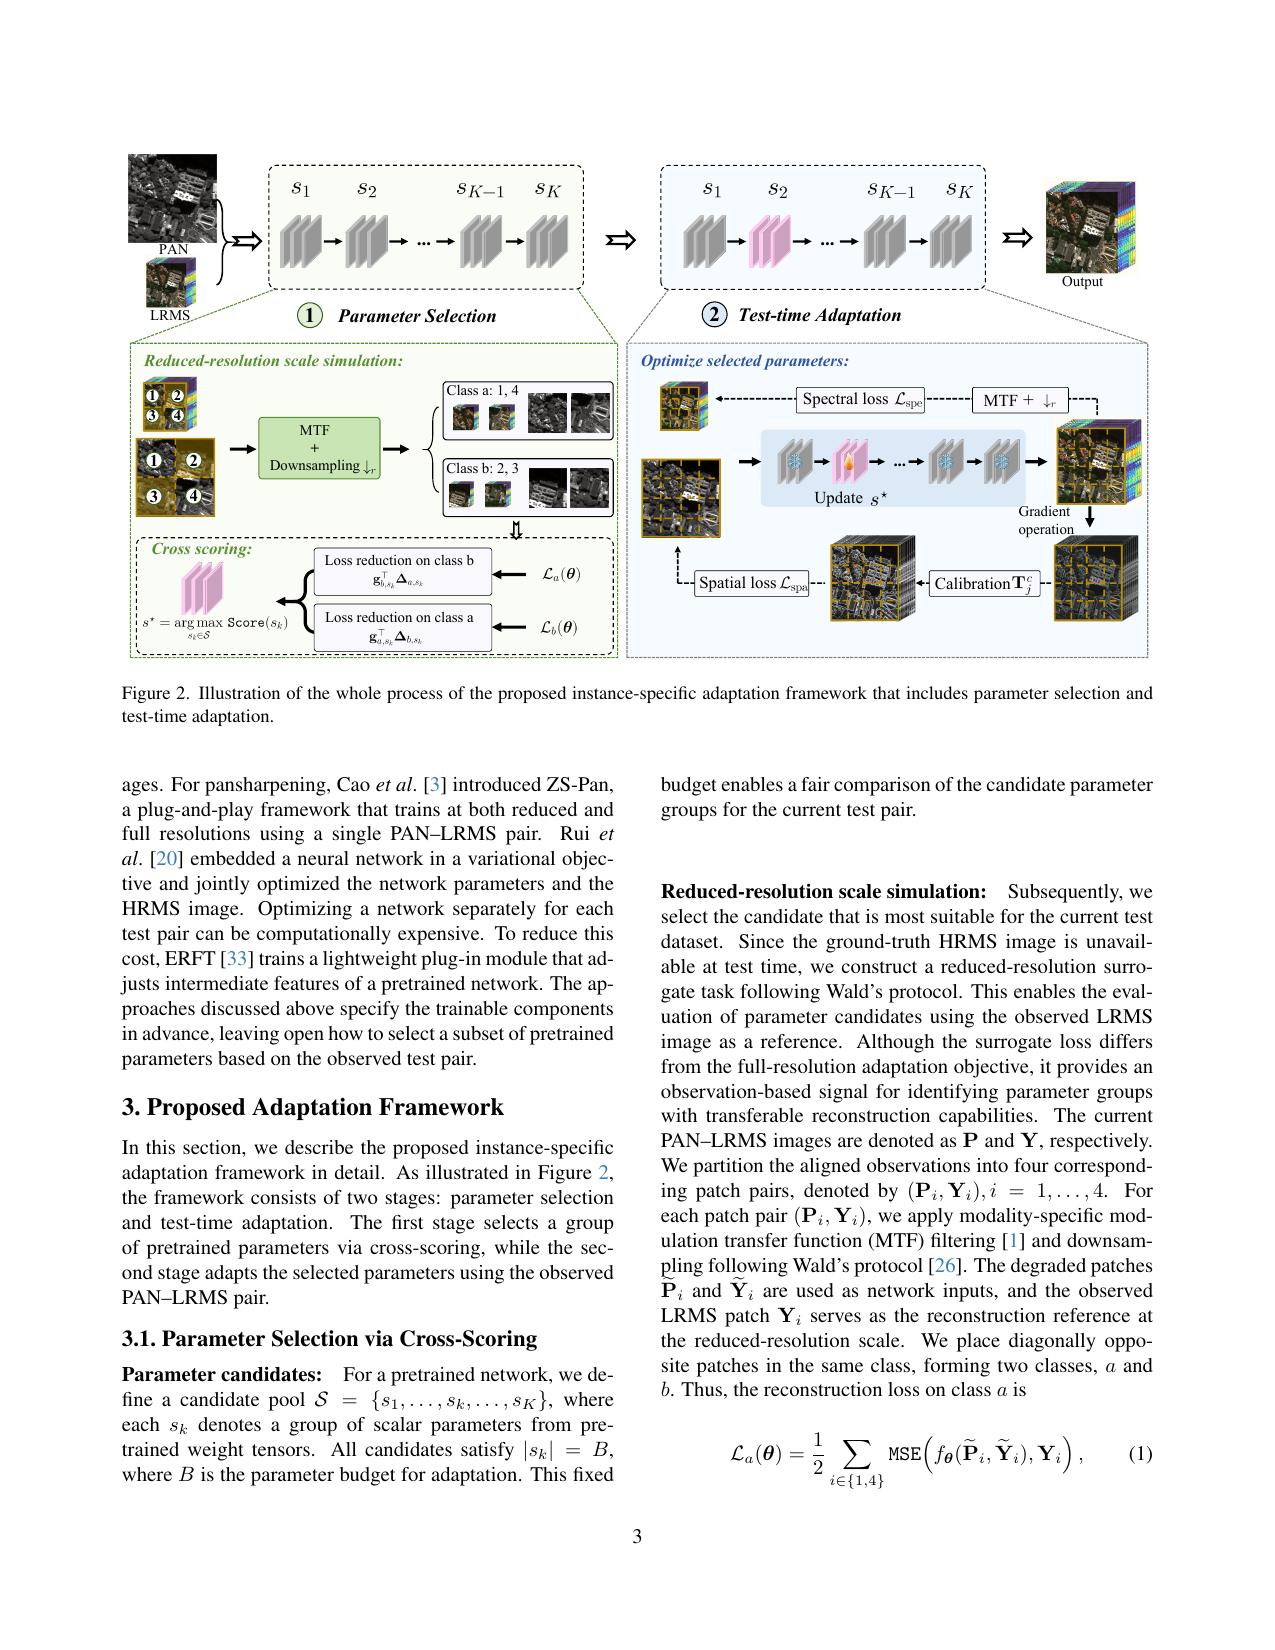 s_1 s_2 s_{K−1} s_K
s_1 s_2 s_{K−1} s_K
PAN
...
...
LRMS
Output
1 Parameter Selection
2 Test-time Adaptation
Reduced-resolution scale simulation:
1 2
3 4
1 2
3 4
MTF
+
Downsampling ↓_r
Class a: 1, 4
Class b: 2, 3
Cross scoring:
Loss reduction on class b
g^⊤_{b,s_k} Δ_{a,s_k}
ℒ_a(θ)
s^⋆ = arg max Score(s_k)
s_k∈𝒮
Loss reduction on class a
g^⊤_{a,s_k} Δ_{b,s_k}
ℒ_b(θ)
Optimize selected parameters:
Spectral loss ℒ_spe
MTF + ↓_r
...
Update s^⋆
Gradient
operation
Spatial loss ℒ_spa
Calibration T^c_j
Figure 2. Illustration of the whole process of the proposed instance-specific adaptation framework that includes parameter selection and
test-time adaptation.
ages. For pansharpening, Cao et al. [3] introduced ZS-Pan,
a plug-and-play framework that trains at both reduced and
full resolutions using a single PAN–LRMS pair. Rui et
al. [20] embedded a neural network in a variational objec-
tive and jointly optimized the network parameters and the
HRMS image. Optimizing a network separately for each
test pair can be computationally expensive. To reduce this
cost, ERFT [33] trains a lightweight plug-in module that ad-
justs intermediate features of a pretrained network. The ap-
proaches discussed above specify the trainable components
in advance, leaving open how to select a subset of pretrained
parameters based on the observed test pair.
3. Proposed Adaptation Framework
In this section, we describe the proposed instance-specific
adaptation framework in detail. As illustrated in Figure 2,
the framework consists of two stages: parameter selection
and test-time adaptation. The first stage selects a group
of pretrained parameters via cross-scoring, while the sec-
ond stage adapts the selected parameters using the observed
PAN–LRMS pair.
3.1. Parameter Selection via Cross-Scoring
Parameter candidates: For a pretrained network, we de-
fine a candidate pool 𝒮 = {s_1, . . . , s_k, . . . , s_K}, where
each s_k denotes a group of scalar parameters from pre-
trained weight tensors. All candidates satisfy |s_k| = B,
where B is the parameter budget for adaptation. This fixed
budget enables a fair comparison of the candidate parameter
groups for the current test pair.
Reduced-resolution scale simulation: Subsequently, we
select the candidate that is most suitable for the current test
dataset. Since the ground-truth HRMS image is unavail-
able at test time, we construct a reduced-resolution surro-
gate task following Wald's protocol. This enables the eval-
uation of parameter candidates using the observed LRMS
image as a reference. Although the surrogate loss differs
from the full-resolution adaptation objective, it provides an
observation-based signal for identifying parameter groups
with transferable reconstruction capabilities. The current
PAN–LRMS images are denoted as P and Y, respectively.
We partition the aligned observations into four correspond-
ing patch pairs, denoted by (P_i, Y_i), i = 1, . . . , 4. For
each patch pair (P_i, Y_i), we apply modality-specific mod-
ulation transfer function (MTF) filtering [1] and downsam-
pling following Wald's protocol [26]. The degraded patches
P̃_i and Ỹ_i are used as network inputs, and the observed
LRMS patch Y_i serves as the reconstruction reference at
the reduced-resolution scale. We place diagonally oppo-
site patches in the same class, forming two classes, a and
b. Thus, the reconstruction loss on class a is
ℒ_a(θ) = 1/2 ∑_{i∈{1,4}} MSE(f_θ(P̃_i, Ỹ_i), Y_i), (1)
3